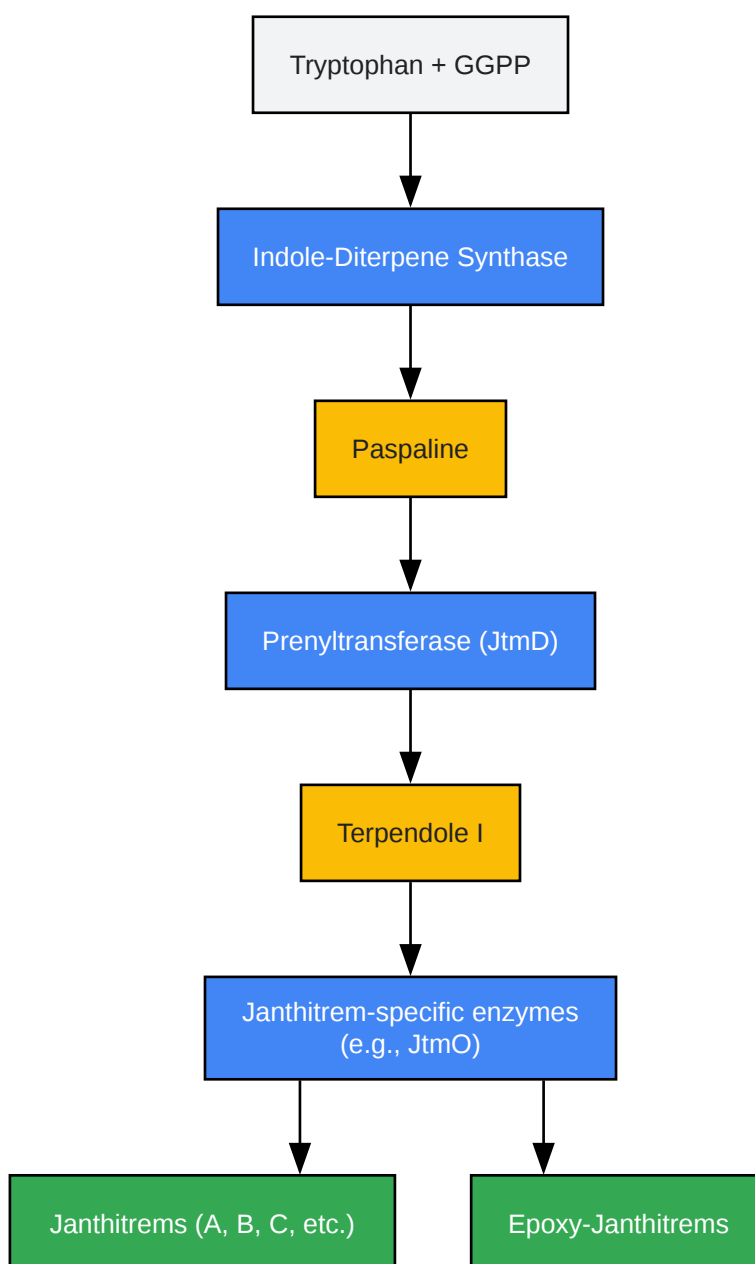 Tryptophan + GGPP
Indole-Diterpene Synthase
Paspaline
Prenyltransferase (JtmD)
Terpendole I
Janthitrem-specific enzymes
(e.g., JtmO)
Janthitrems (A, B, C, etc.)
Epoxy-Janthitrems